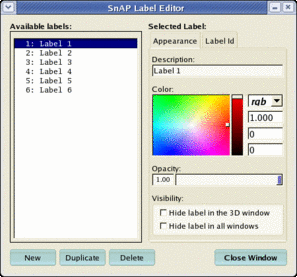 SnAP Label Editor
Available labels:
1: Label 1
2: Label 2
3: Label 3
4: Label 4
5: Label 5
6: Label 6
Selected Label:
Appearance Label Id
Description:
Label 1
Color:
rgb
1.000
0
0
Opacity:
1.00
Visibility:
Hide label in the 3D window
Hide label in all windows
New Duplicate Delete Close Window